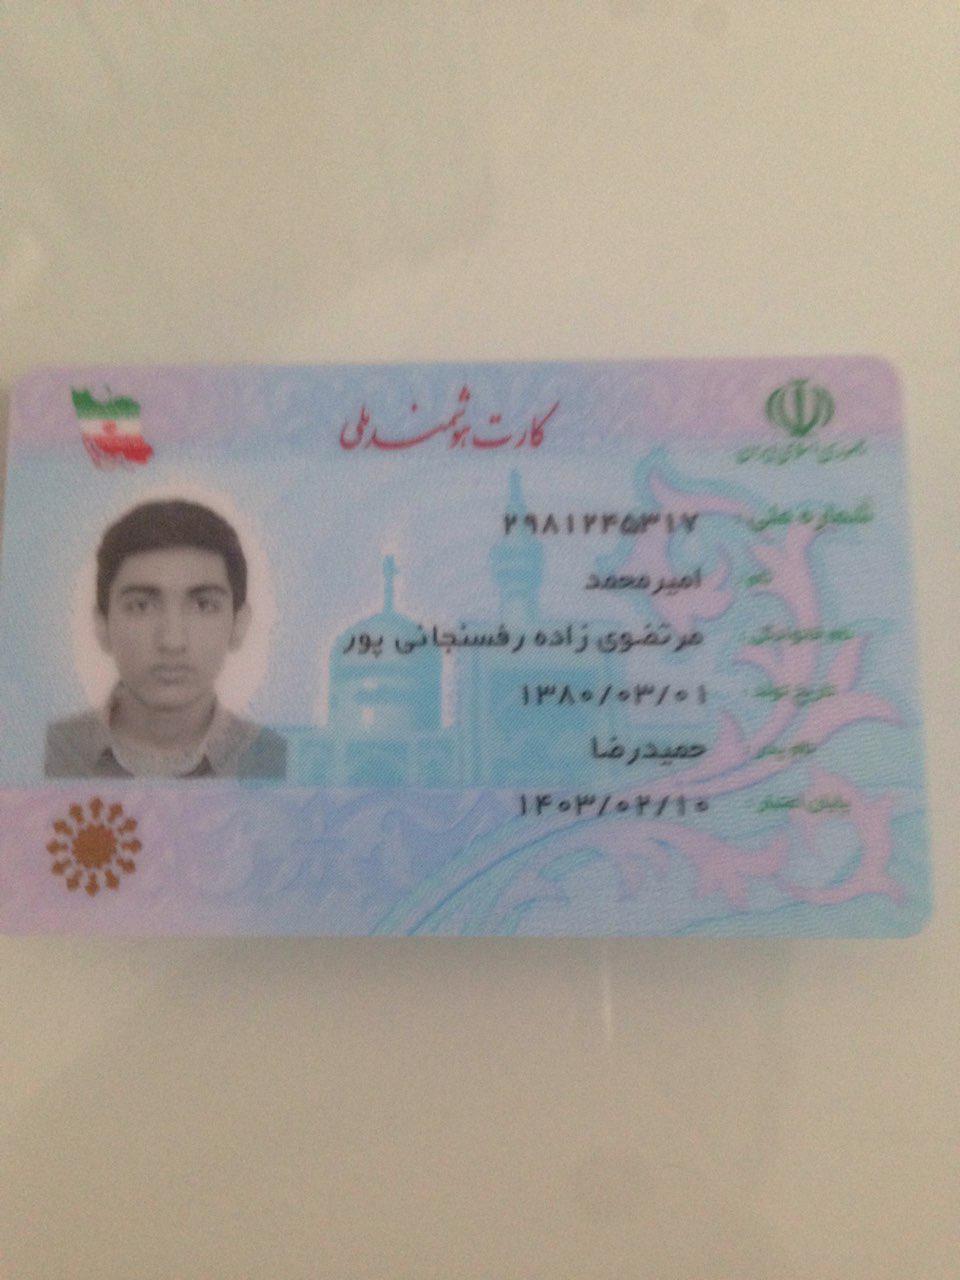 کارت هوشمند ملی
جمهوری اسلامی ایران
شماره ملی: ۲۹۸۱۲۴۵۳۱۷
نام: امیرمحمد
نام خانوادگی: مرتضوی زاده رفسنجانی پور
تاریخ تولد: ۱۳۸۰/۰۳/۰۱
نام پدر: حمیدرضا
پایان اعتبار: ۱۴۰۳/۰۲/۱۰